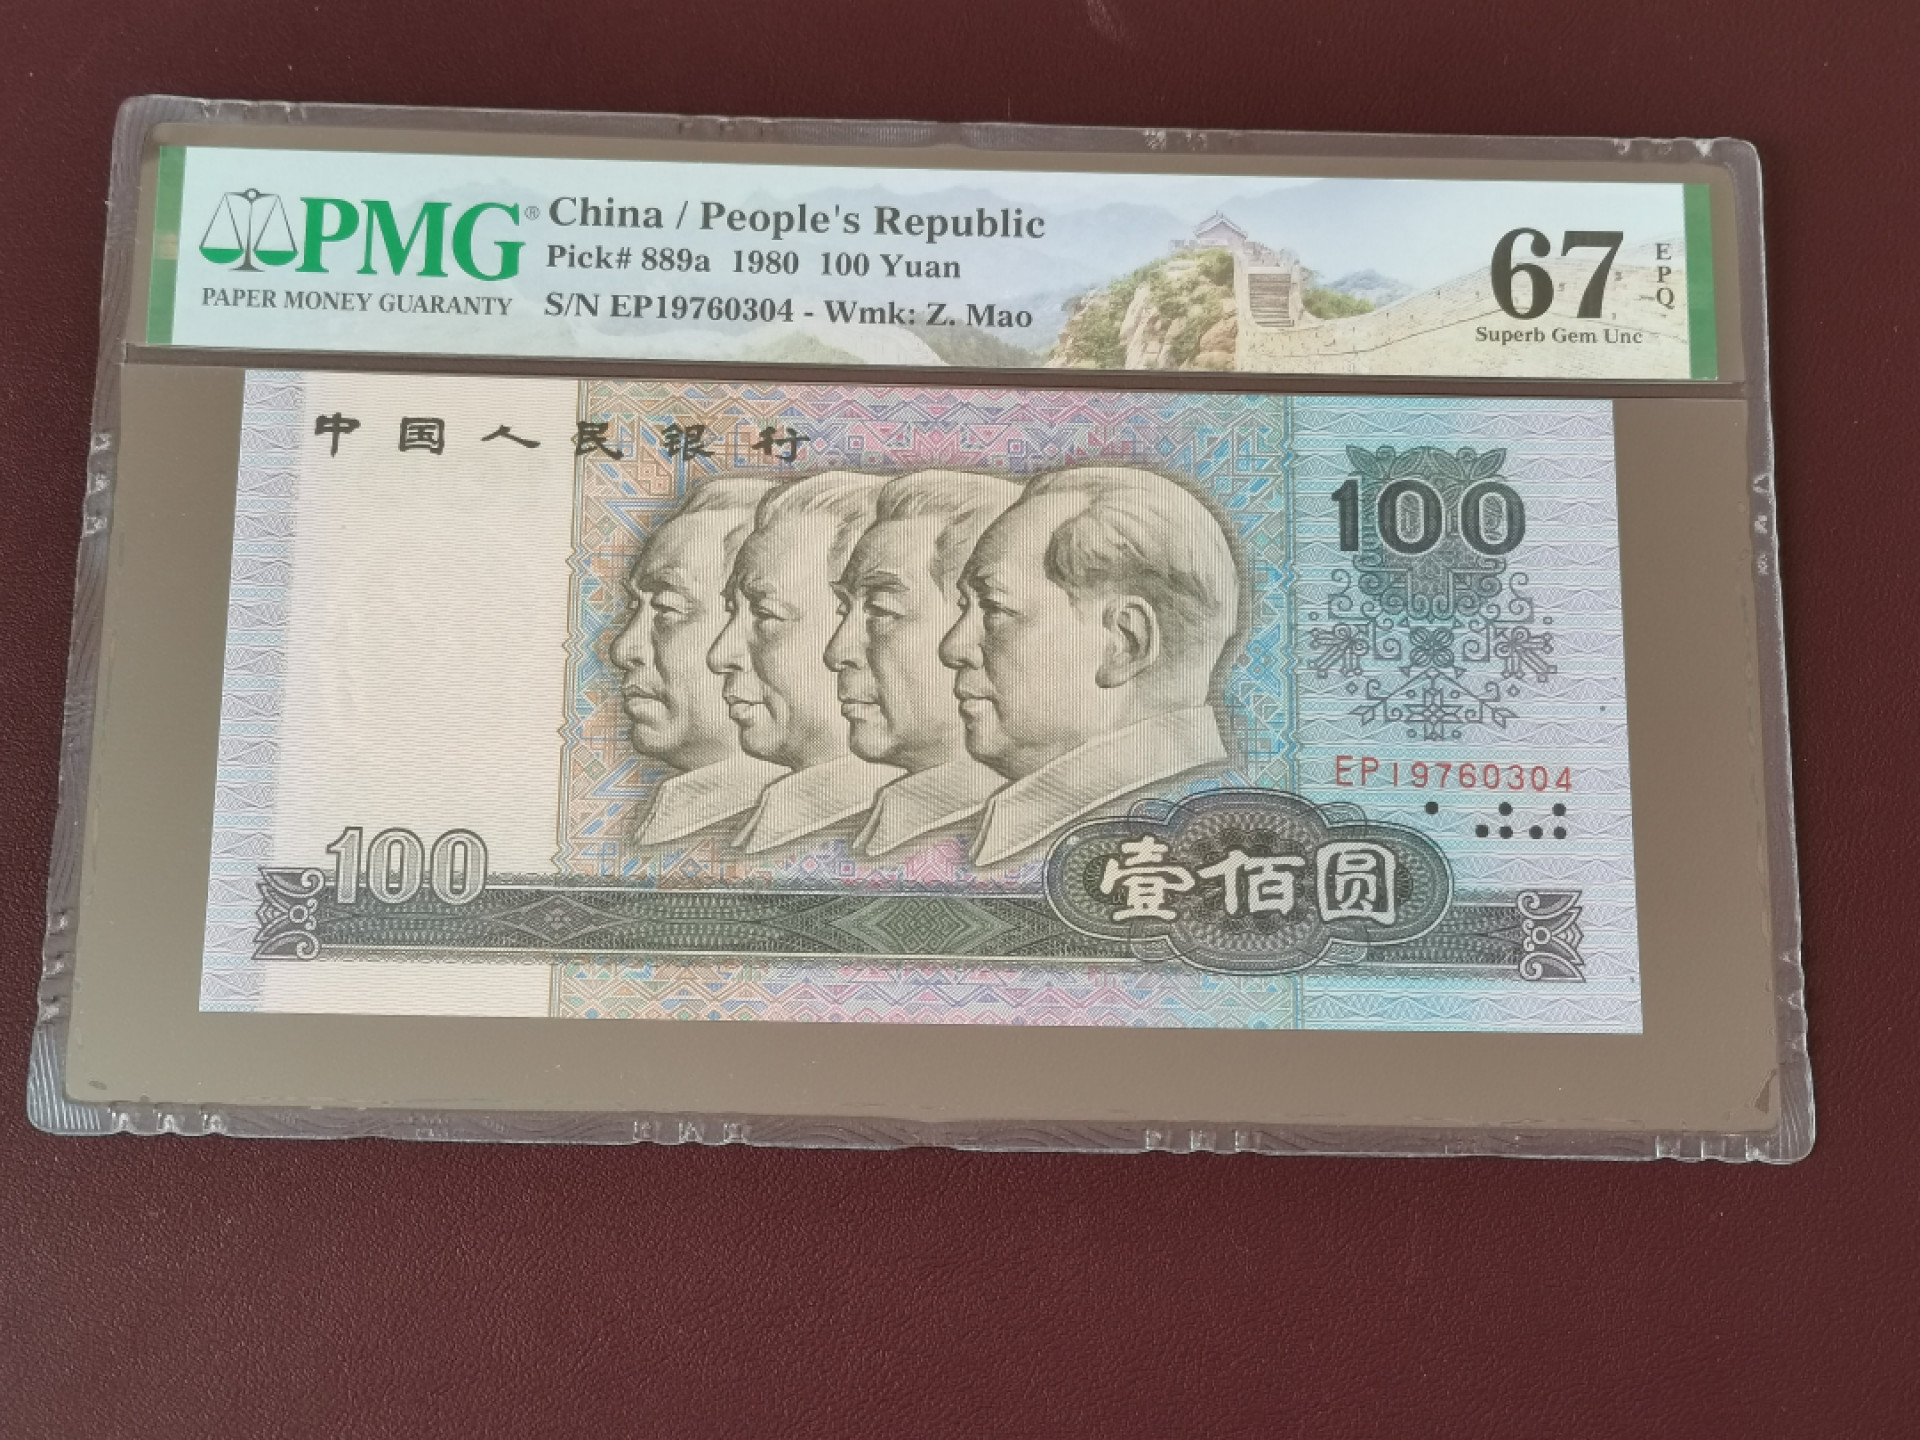 PMG® China / People's Republic
Pick# 889a 1980 100 Yuan
PAPER MONEY GUARANTY S/N EP19760304 - Wmk: Z. Mao
67 EPQ
Superb Gem Unc
中国人民银行
100
EP19760304
100
壹佰圆